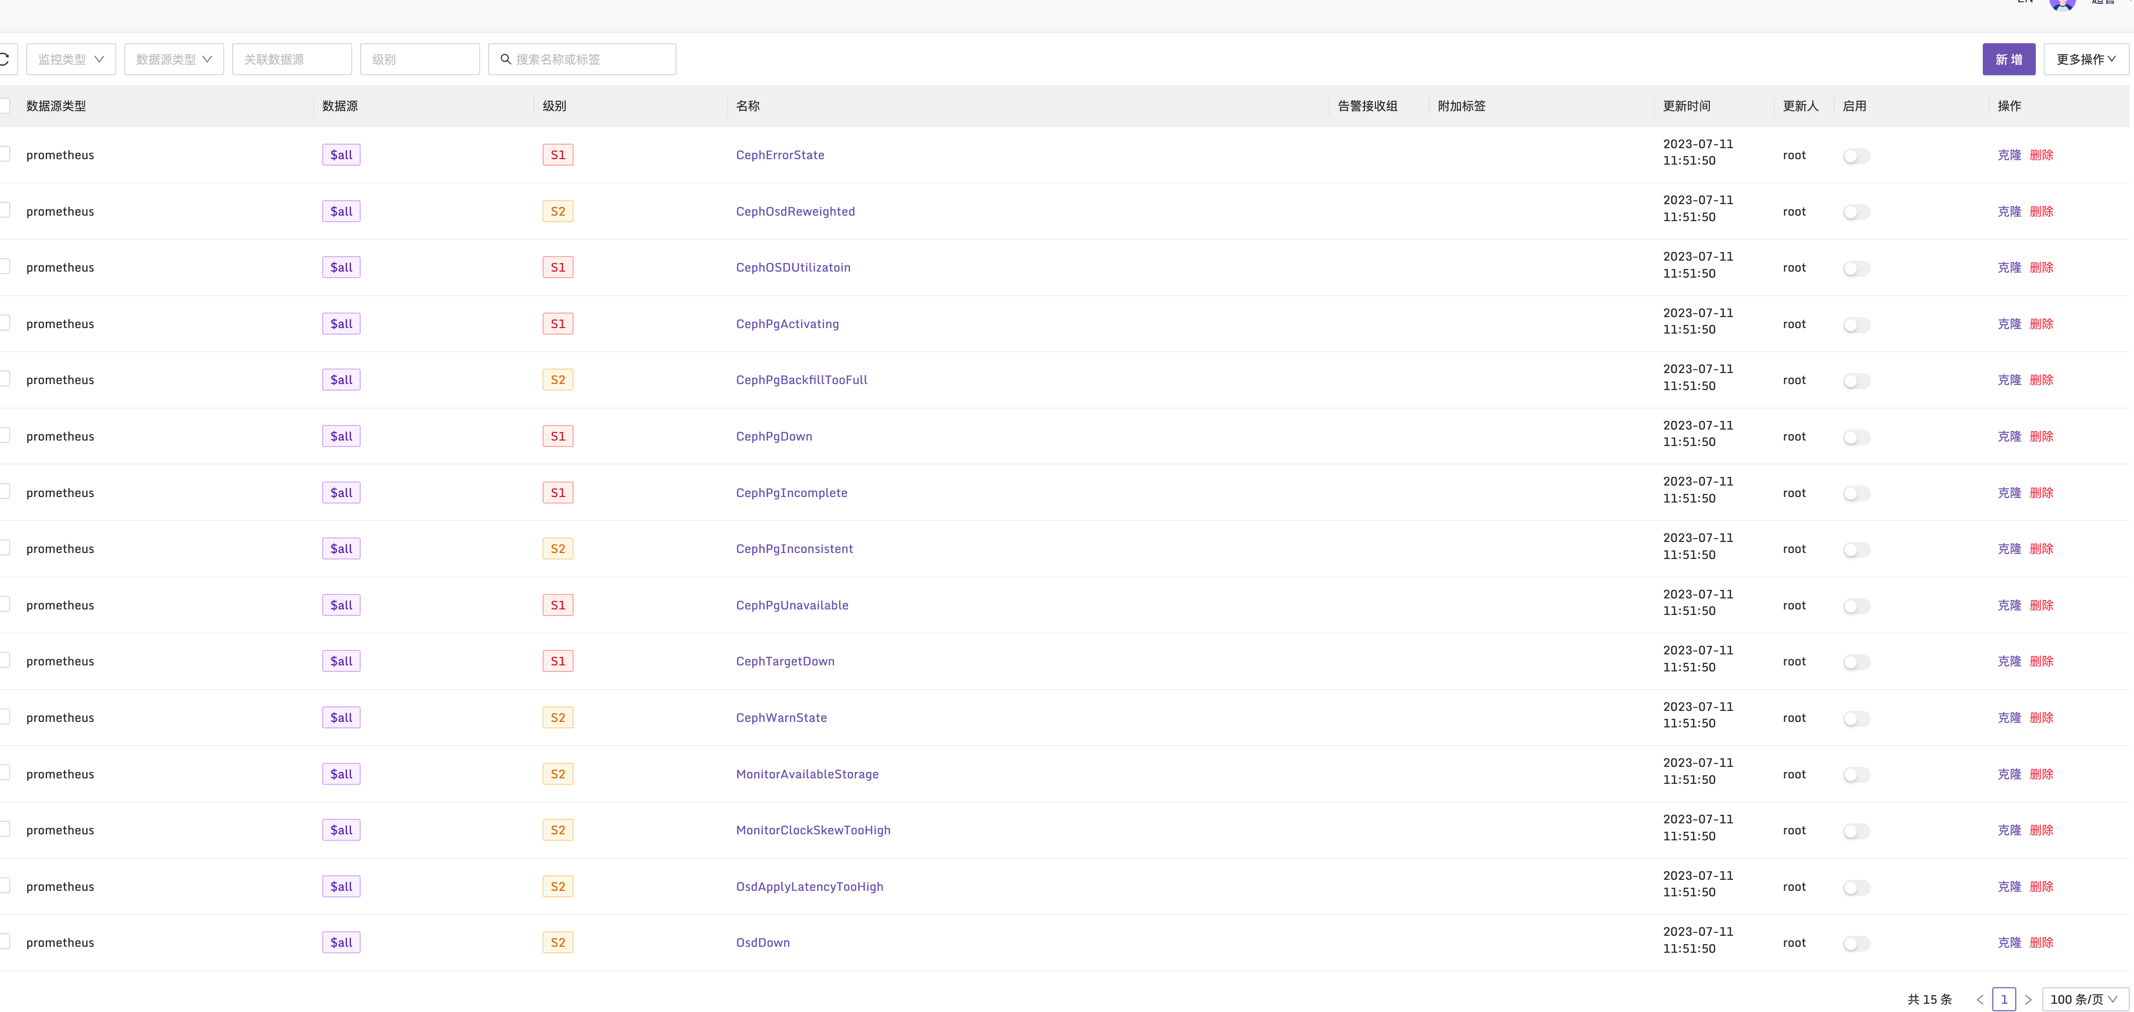 EN 超管
监控类型 数据源类型 关联数据源 级别 搜索名称或标签 新 增 更多操作
数据源类型 数据源 级别 名称 告警接收组 附加标签 更新时间 更新人 启用 操作
prometheus $all S1 CephErrorState 2023-07-11 11:51:50 root 克隆 删除
prometheus $all S2 CephOsdReweighted 2023-07-11 11:51:50 root 克隆 删除
prometheus $all S1 CephOSDUtilizatoin 2023-07-11 11:51:50 root 克隆 删除
prometheus $all S1 CephPgActivating 2023-07-11 11:51:50 root 克隆 删除
prometheus $all S2 CephPgBackfillTooFull 2023-07-11 11:51:50 root 克隆 删除
prometheus $all S1 CephPgDown 2023-07-11 11:51:50 root 克隆 删除
prometheus $all S1 CephPgIncomplete 2023-07-11 11:51:50 root 克隆 删除
prometheus $all S2 CephPgInconsistent 2023-07-11 11:51:50 root 克隆 删除
prometheus $all S1 CephPgUnavailable 2023-07-11 11:51:50 root 克隆 删除
prometheus $all S1 CephTargetDown 2023-07-11 11:51:50 root 克隆 删除
prometheus $all S2 CephWarnState 2023-07-11 11:51:50 root 克隆 删除
prometheus $all S2 MonitorAvailableStorage 2023-07-11 11:51:50 root 克隆 删除
prometheus $all S2 MonitorClockSkewTooHigh 2023-07-11 11:51:50 root 克隆 删除
prometheus $all S2 OsdApplyLatencyTooHigh 2023-07-11 11:51:50 root 克隆 删除
prometheus $all S2 OsdDown 2023-07-11 11:51:50 root 克隆 删除
共 15 条 1 100 条/页